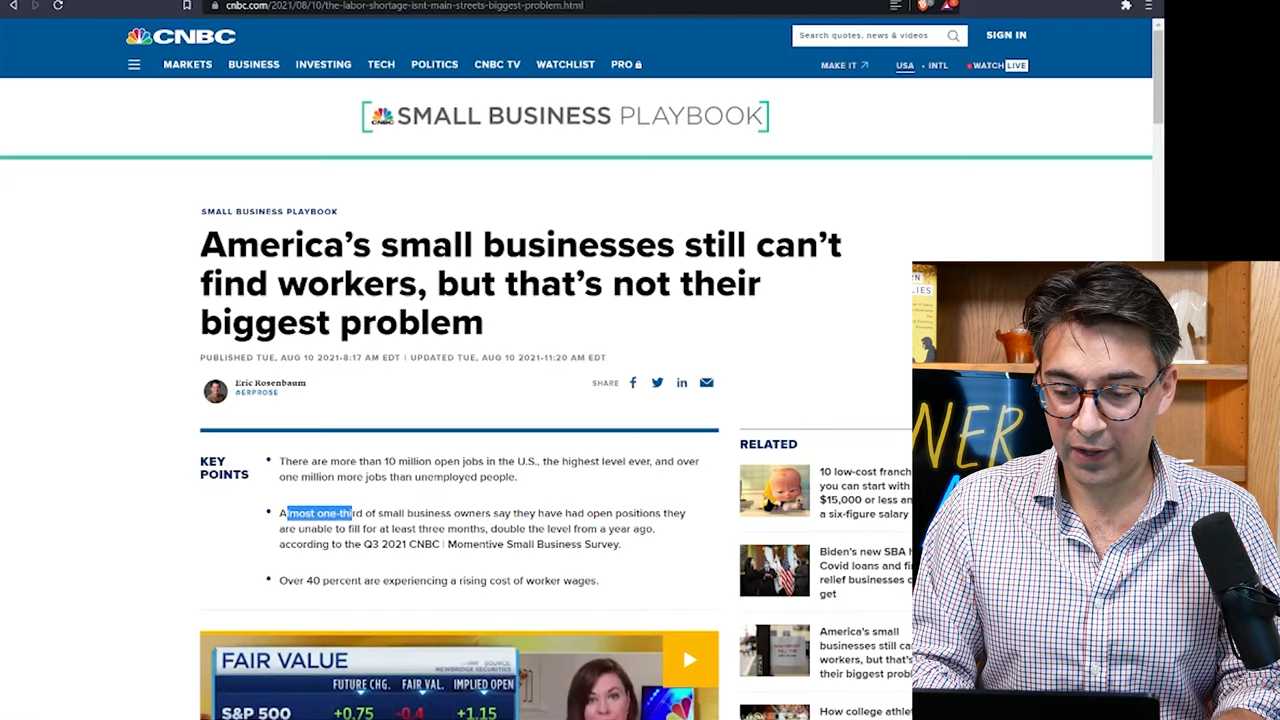 cnbc.com/2021/08/10/the-labor-shortage-isnt-main-streets-biggest-problem.html
CNBC
Search quotes, news & videos
SIGN IN
MARKETS BUSINESS INVESTING TECH POLITICS CNBC TV WATCHLIST PRO
MAKE IT USA • INTL WATCH LIVE
SMALL BUSINESS PLAYBOOK
SMALL BUSINESS PLAYBOOK
America's small businesses still can't
find workers, but that's not their
biggest problem
PUBLISHED TUE, AUG 10 2021•8:17 AM EDT | UPDATED TUE, AUG 10 2021•11:20 AM EDT
Eric Rosenbaum
@ERPROSE
SHARE
KEY
POINTS
• There are more than 10 million open jobs in the U.S., the highest level ever, and over
one million more jobs than unemployed people.
• Almost one-third of small business owners say they have had open positions they
are unable to fill for at least three months, double the level from a year ago,
according to the Q3 2021 CNBC | Momentive Small Business Survey.
• Over 40 percent are experiencing a rising cost of worker wages.
FAIR VALUE
SOURCE:
NEWBRIDGE SECURITIES
FUTURE CHG. FAIR VAL. IMPLIED OPEN
S&P 500 +0.75 -0.4 +1.15
RELATED
10 low-cost franch
you can start with
$15,000 or less an
a six-figure salary
Biden's new SBA h
Covid loans and fi
relief businesses c
get
America's small
businesses still ca
workers, but that's
their biggest probl
How college athle
NER